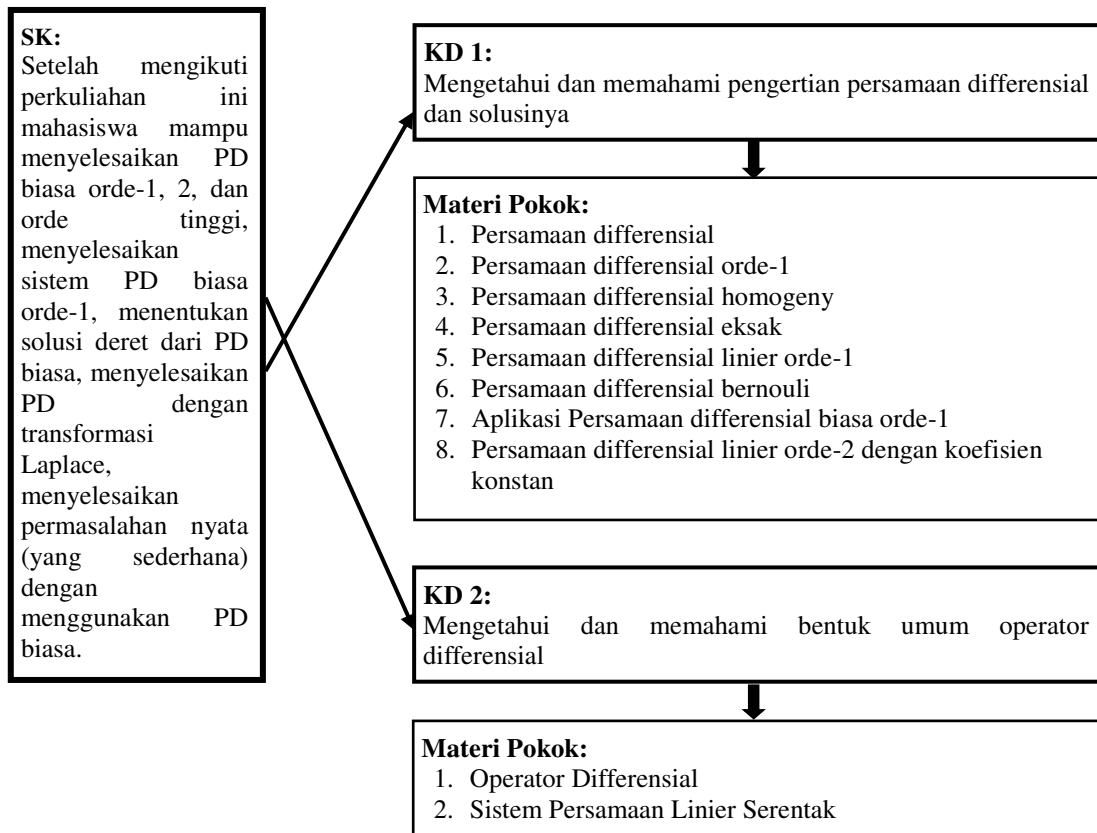 SK:
Setelah mengikuti
perkuliahan ini
mahasiswa mampu
menyelesaikan PD
biasa orde-1, 2, dan
orde tinggi,
menyelesaikan
sistem PD biasa
orde-1, menentukan
solusi deret dari PD
biasa, menyelesaikan
PD dengan
transformasi
Laplace,
menyelesaikan
permasalahan nyata
(yang sederhana)
dengan
menggunakan PD
biasa.
KD 1:
Mengetahui dan memahami pengertian persamaan differensial
dan solusinya
Materi Pokok:
1. Persamaan differensial
2. Persamaan differensial orde-1
3. Persamaan differensial homogeny
4. Persamaan differensial eksak
5. Persamaan differensial linier orde-1
6. Persamaan differensial bernouli
7. Aplikasi Persamaan differensial biasa orde-1
8. Persamaan differensial linier orde-2 dengan koefisien
konstan
KD 2:
Mengetahui dan memahami bentuk umum operator
differensial
Materi Pokok:
1. Operator Differensial
2. Sistem Persamaan Linier Serentak